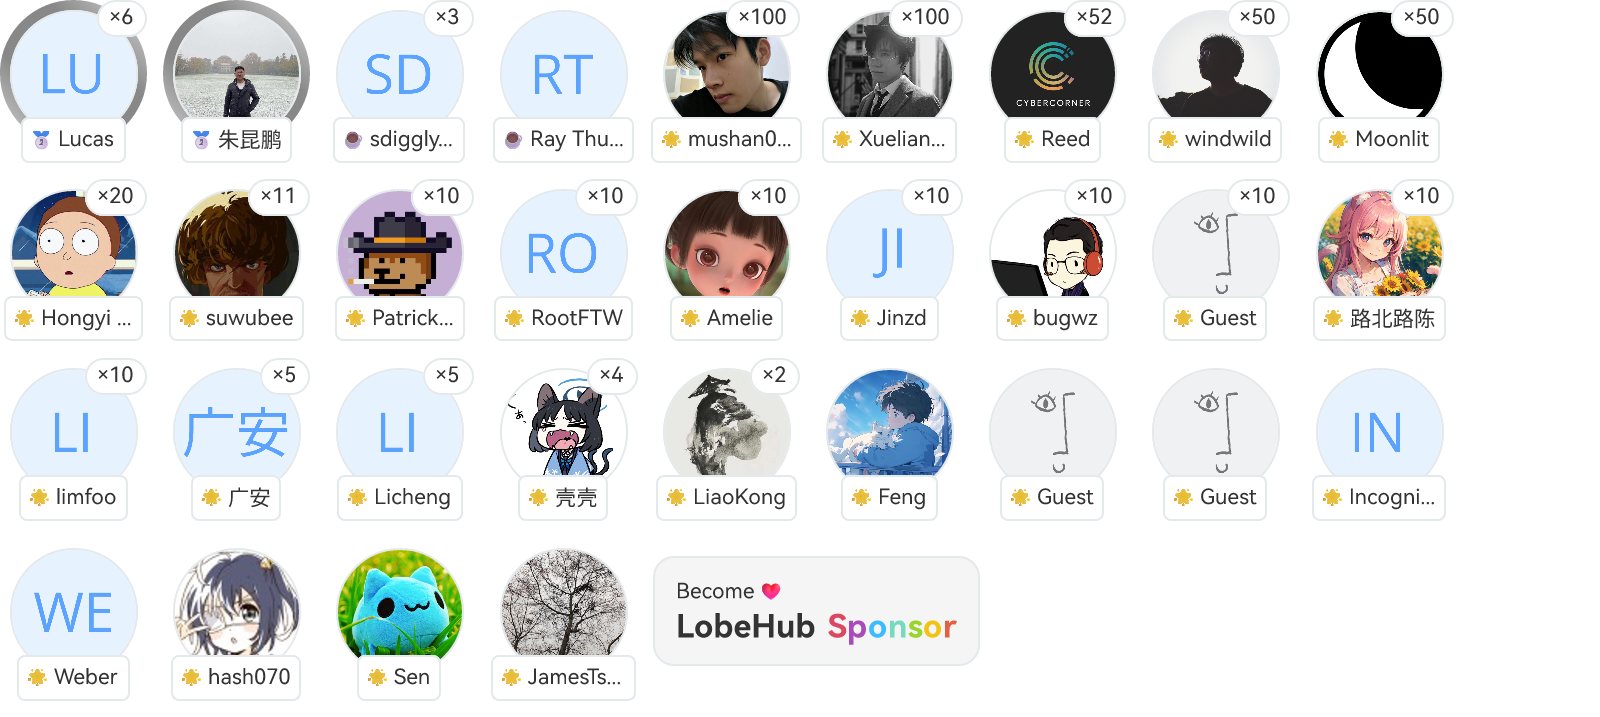 LU ×6
Lucas
朱昆鹏
SD ×3
sdiggly...
RT
Ray Thu...
×100
mushan0...
×100
Xuelian...
CYBERCORNER ×52
Reed
×50
windwild
×50
Moonlit
×20
Hongyi ...
×11
suwubee
×10
Patrick...
RO ×10
RootFTW
×10
Amelie
JI ×10
Jinzd
×10
bugwz
×10
Guest
×10
路北路陈
LI ×10
limfoo
广安 ×5
广安
LI ×5
Licheng
×4
壳壳
×2
LiaoKong
Feng
Guest
Guest
IN
Incogni...
WE
Weber
hash070
Sen
JamesTs...
Become
LobeHub Sponsor